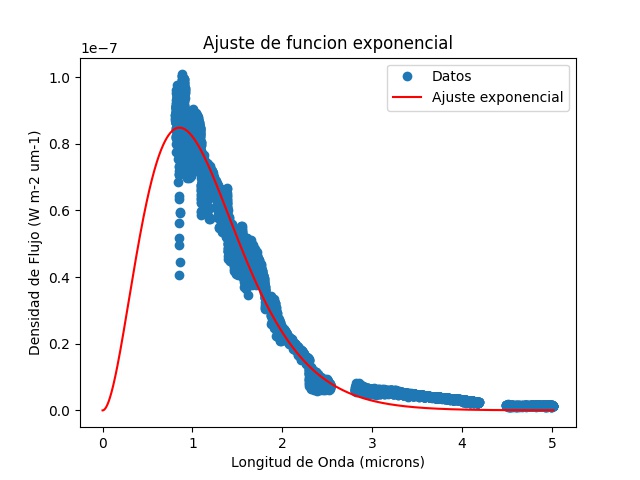 Ajuste de funcion exponencial
1e−7
Datos
Ajuste exponencial
1.0
0.8
0.6
0.4
0.2
0.0
Densidad de Flujo (W m-2 um-1)
0 1 2 3 4 5
Longitud de Onda (microns)